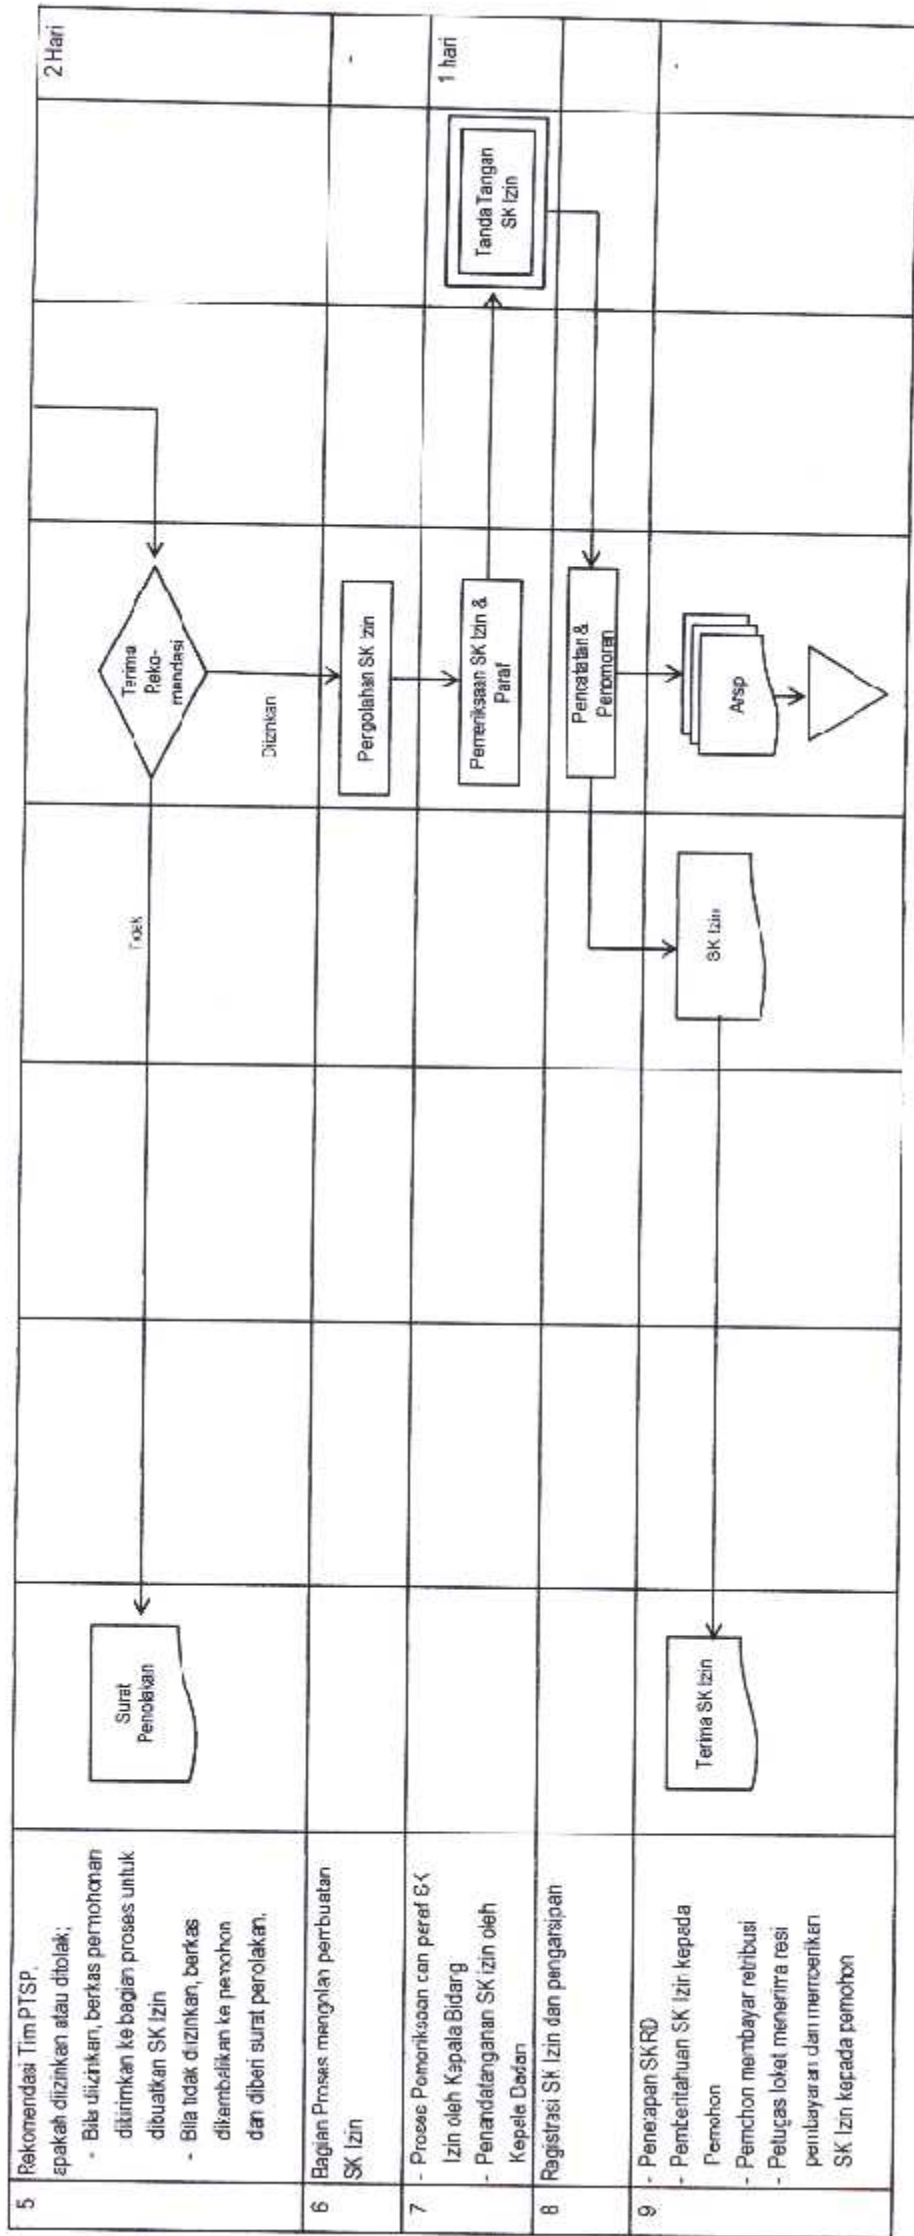 5
Rekomendasi Tim PTSP,
apakah diizinkan atau ditolak;
- Bila diizinkan, berkas permohonan
dikirimkan ke bagian proses untuk
dibuatkan SK Izin
- Bila tidak diizinkan, berkas
dikembalikan ke pemohon
dan diberi surat penolakan.
Surat
Penolakan
Tidak
Terima
Reko-
mendasi
Diizinkan
2 Hari
6
Bagian Proses mengolah pembuatan
SK Izin
Pergolahan SK Izin
-
7
- Proses Pemeriksaan dan paraf SK
Izin oleh Kepala Bidang
- Penandatanganan SK izin oleh
Kepala Badan
Pemeriksaan SK Izin &
Paraf
Tanda Tangan
SK Izin
1 hari
8
Registrasi SK Izin dan pengarsipan
Pencatatan &
Penomoran
9
- Penetapan SKRD
- Pemberitahuan SK Izin kepada
Pemohon
- Pemohon membayar retribusi
- Petugas loket menerima resi
pembayaran dan memberikan
SK Izin kepada pemohon
Terima SK Izin
SK Izin
Arsip